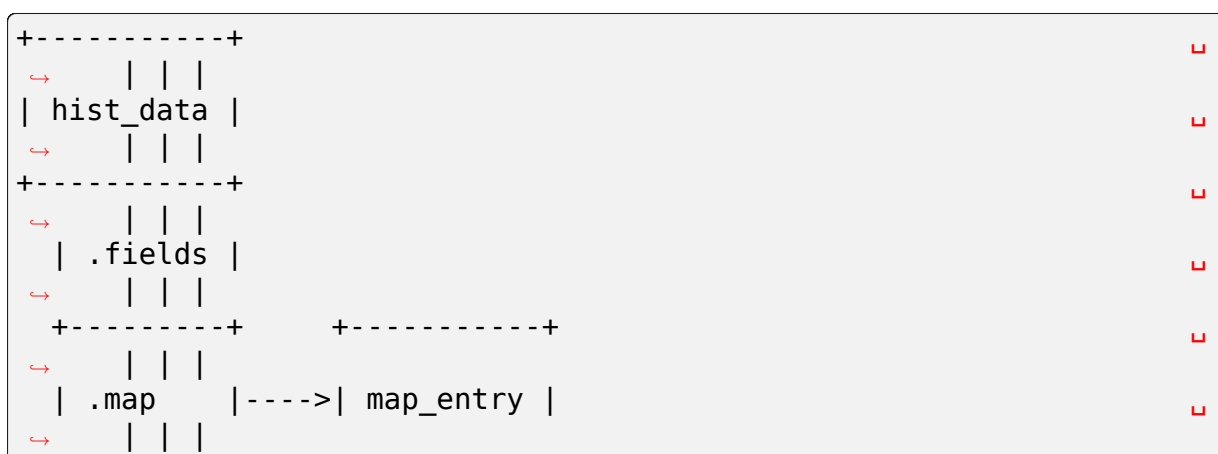 +-----------+ ␣
↪ | | |
| hist_data | ␣
↪ | | |
+-----------+ ␣
↪ | | |
| .fields | ␣
↪ | | |
+---------+ +-----------+ ␣
↪ | | |
| .map |---->| map_entry | ␣
↪ | | |